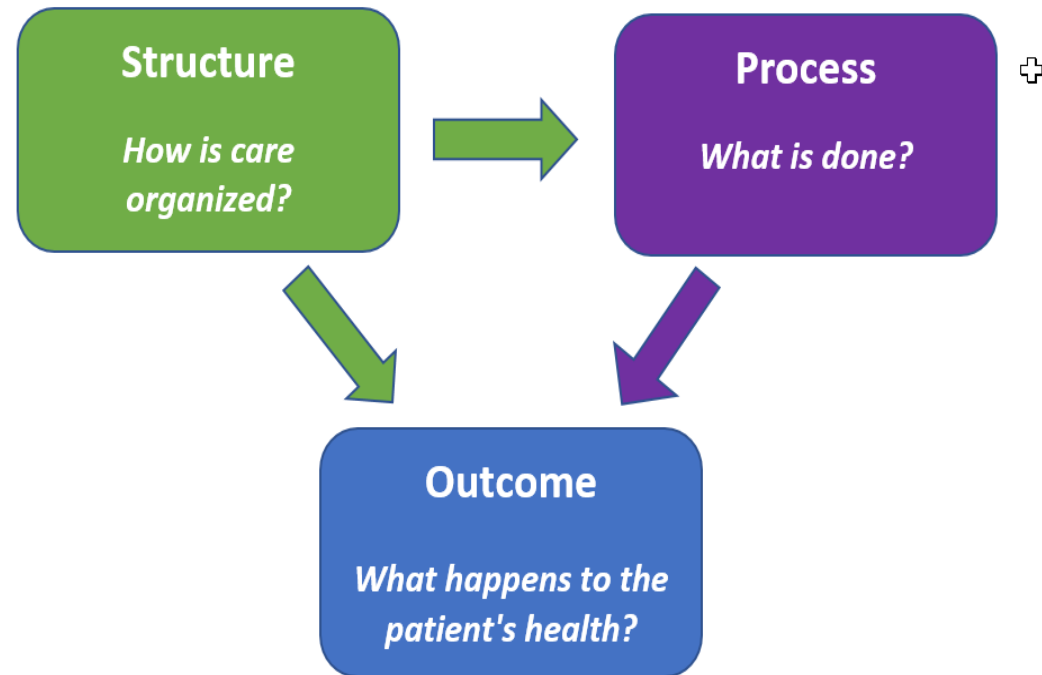 Structure
How is care
organized?
Process
What is done?
Outcome
What happens to the
patient's health?